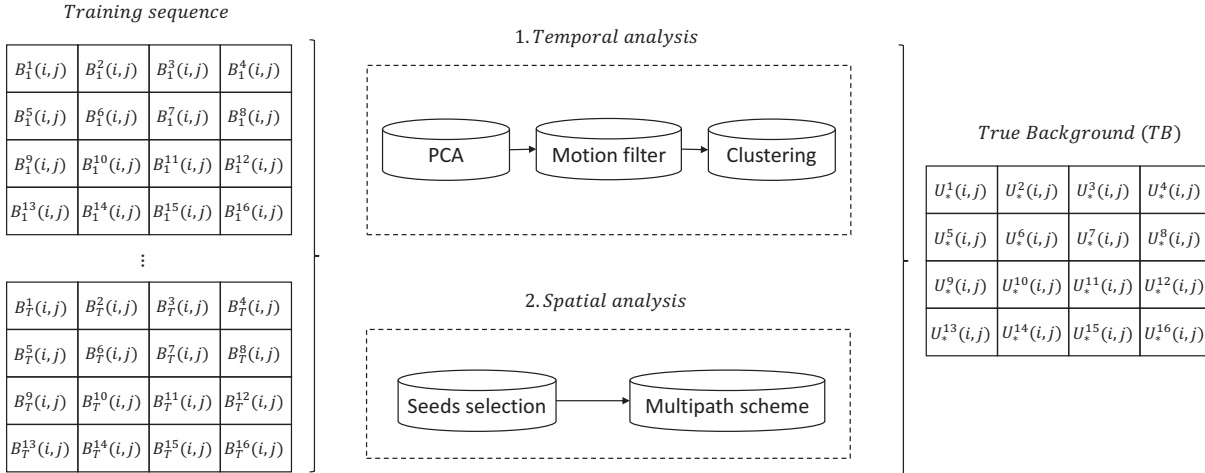 Training sequence
B_1^1(i,j) B_1^2(i,j) B_1^3(i,j) B_1^4(i,j)
B_1^5(i,j) B_1^6(i,j) B_1^7(i,j) B_1^8(i,j)
B_1^9(i,j) B_1^10(i,j) B_1^11(i,j) B_1^12(i,j)
B_1^13(i,j) B_1^14(i,j) B_1^15(i,j) B_1^16(i,j)
⋮
B_T^1(i,j) B_T^2(i,j) B_T^3(i,j) B_T^4(i,j)
B_T^5(i,j) B_T^6(i,j) B_T^7(i,j) B_T^8(i,j)
B_T^9(i,j) B_T^10(i,j) B_T^11(i,j) B_T^12(i,j)
B_T^13(i,j) B_T^14(i,j) B_T^15(i,j) B_T^16(i,j)
1. Temporal analysis
PCA Motion filter Clustering
2. Spatial analysis
Seeds selection Multipath scheme
True Background (TB)
U_*^1(i,j) U_*^2(i,j) U_*^3(i,j) U_*^4(i,j)
U_*^5(i,j) U_*^6(i,j) U_*^7(i,j) U_*^8(i,j)
U_*^9(i,j) U_*^10(i,j) U_*^11(i,j) U_*^12(i,j)
U_*^13(i,j) U_*^14(i,j) U_*^15(i,j) U_*^16(i,j)